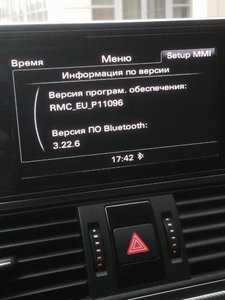 Время Меню Setup MMI
Информация по версии
Версия програм. обеспечения:
RMC_EU_P11096
Версия ПО Bluetooth:
3.22.6
17:42